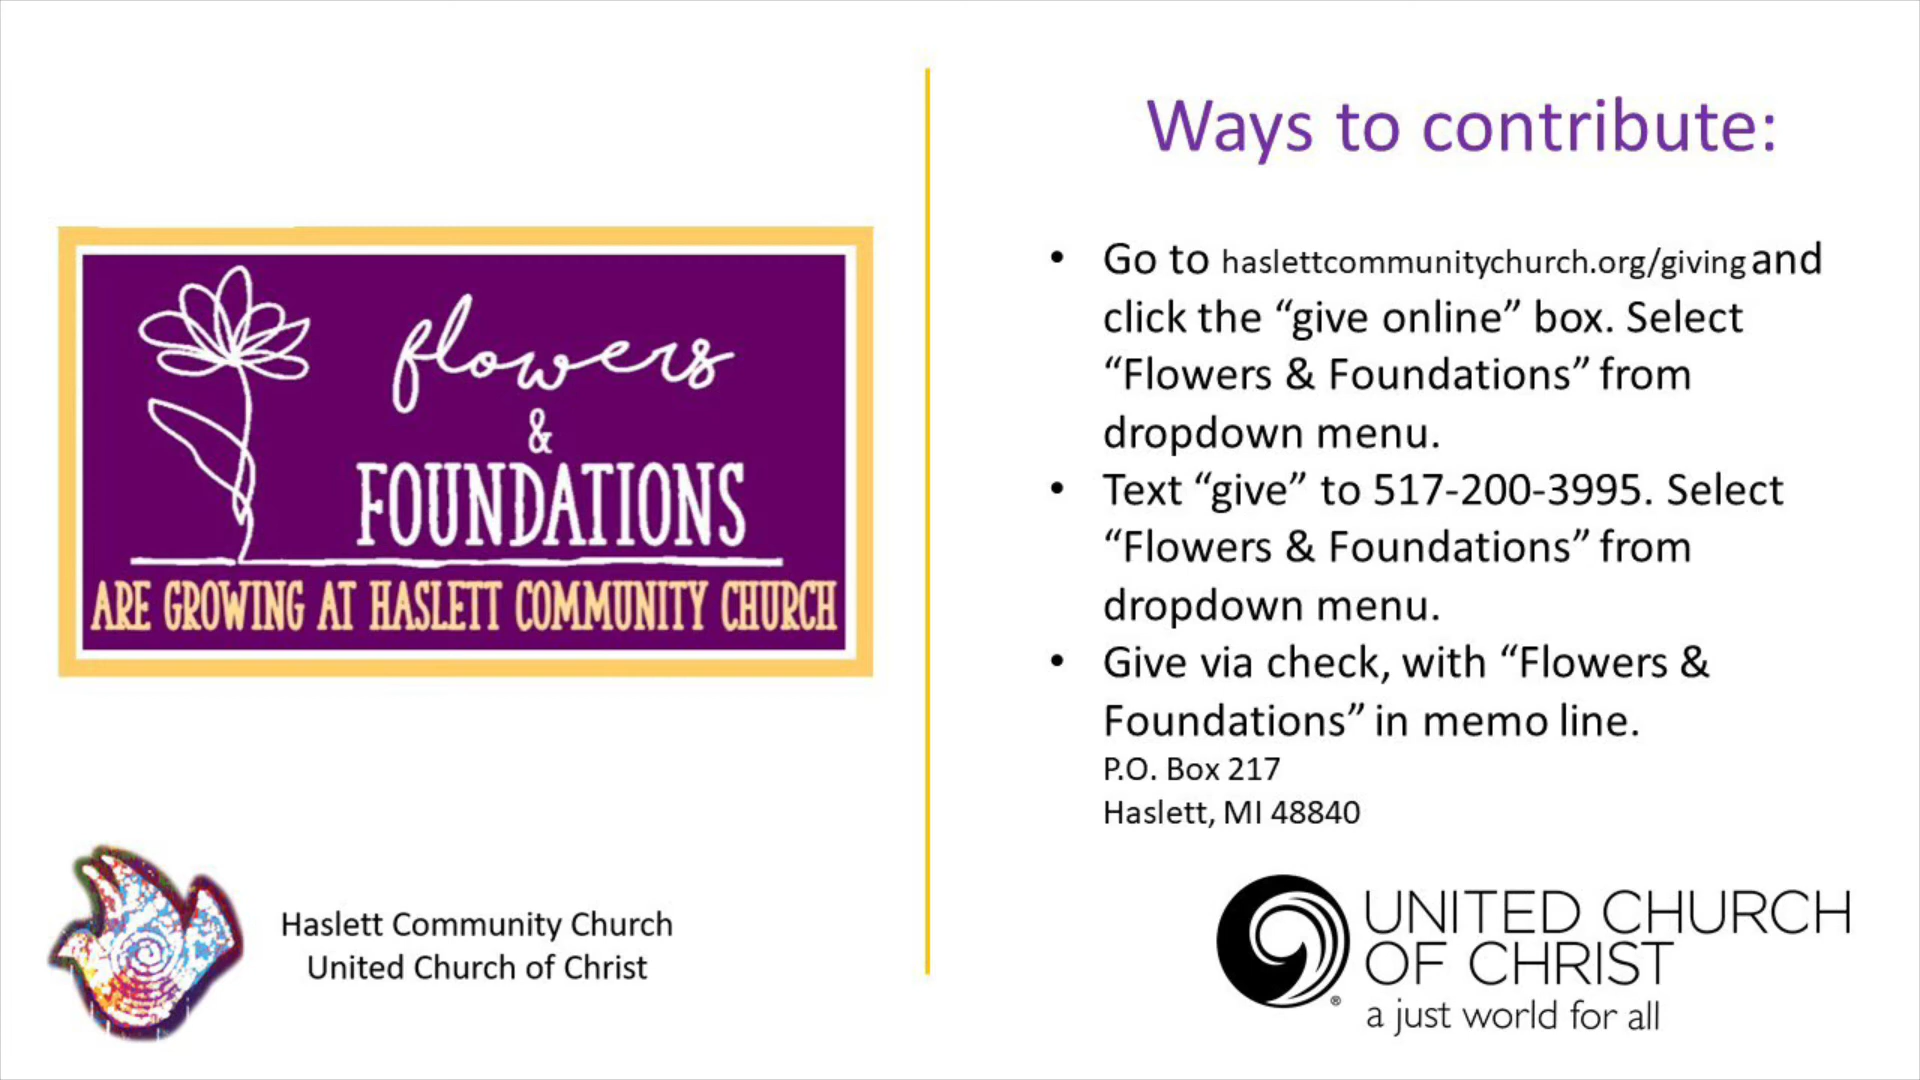 flowers
&
FOUNDATIONS
ARE GROWING AT HASLETT COMMUNITY CHURCH
Haslett Community Church
United Church of Christ
Ways to contribute:
• Go to haslettcommunitychurch.org/giving and
click the “give online” box. Select
“Flowers & Foundations” from
dropdown menu.
• Text “give” to 517-200-3995. Select
“Flowers & Foundations” from
dropdown menu.
• Give via check, with “Flowers &
Foundations” in memo line.
P.O. Box 217
Haslett, MI 48840
UNITED CHURCH
OF CHRIST
®
a just world for all